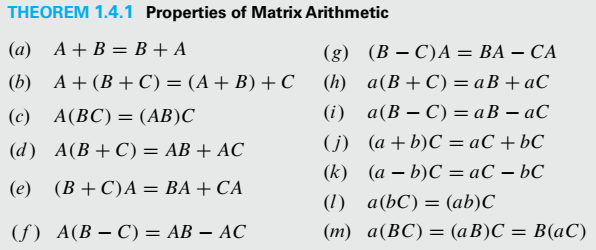 THEOREM 1.4.1 Properties of Matrix Arithmetic
(a) A + B = B + A
(b) A + (B + C) = (A + B) + C
(c) A(BC) = (AB)C
(d) A(B + C) = AB + AC
(e) (B + C)A = BA + CA
(f) A(B − C) = AB − AC
(g) (B − C)A = BA − CA
(h) a(B + C) = aB + aC
(i) a(B − C) = aB − aC
(j) (a + b)C = aC + bC
(k) (a − b)C = aC − bC
(l) a(bC) = (ab)C
(m) a(BC) = (aB)C = B(aC)